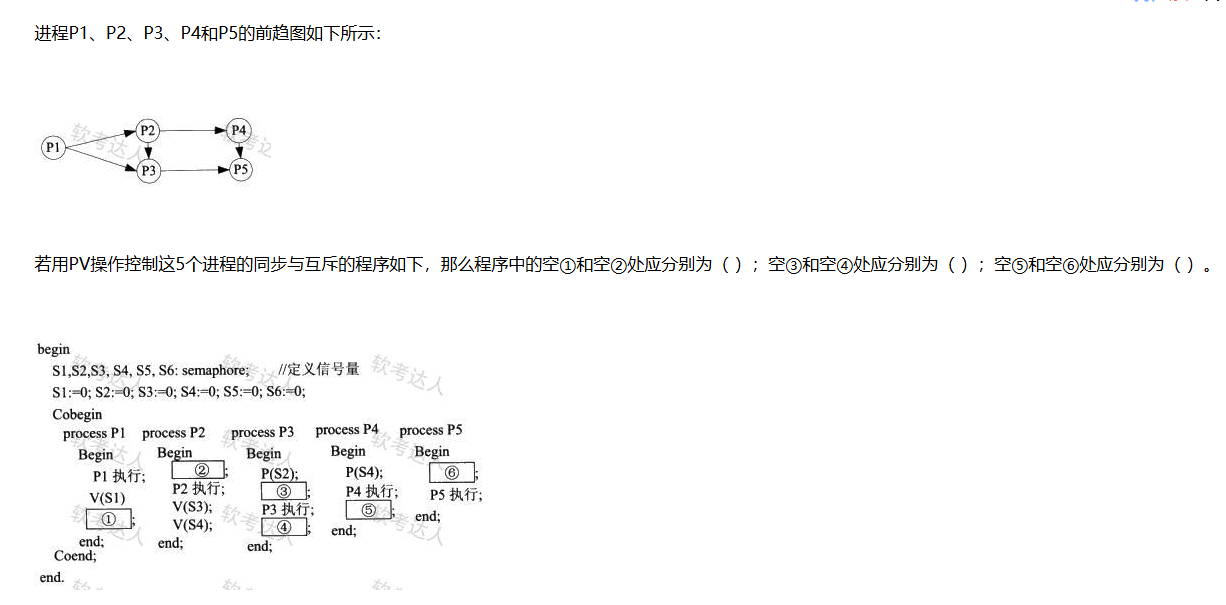 进程P1、P2、P3、P4和P5的前趋图如下所示：
P2
P4
P1
P3
P5
若用PV操作控制这5个进程的同步与互斥的程序如下，那么程序中的空①和空②处应分别为（ ）；空③和空④处应分别为（ ）；空⑤和空⑥处应分别为（ ）。
begin
S1,S2,S3, S4, S5, S6: semaphore; //定义信号量
S1:=0; S2:=0; S3:=0; S4:=0; S5:=0; S6:=0;
Cobegin
process P1 process P2 process P3 process P4 process P5
Begin Begin Begin Begin Begin
P1 执行; ②; P(S2); P(S4); ⑥;
V(S1) P2 执行; ③; P4 执行; P5 执行;
①; V(S3); P3 执行; ⑤; end;
V(S4); ④; end;
end; end; end;
Coend;
end.
软考达人